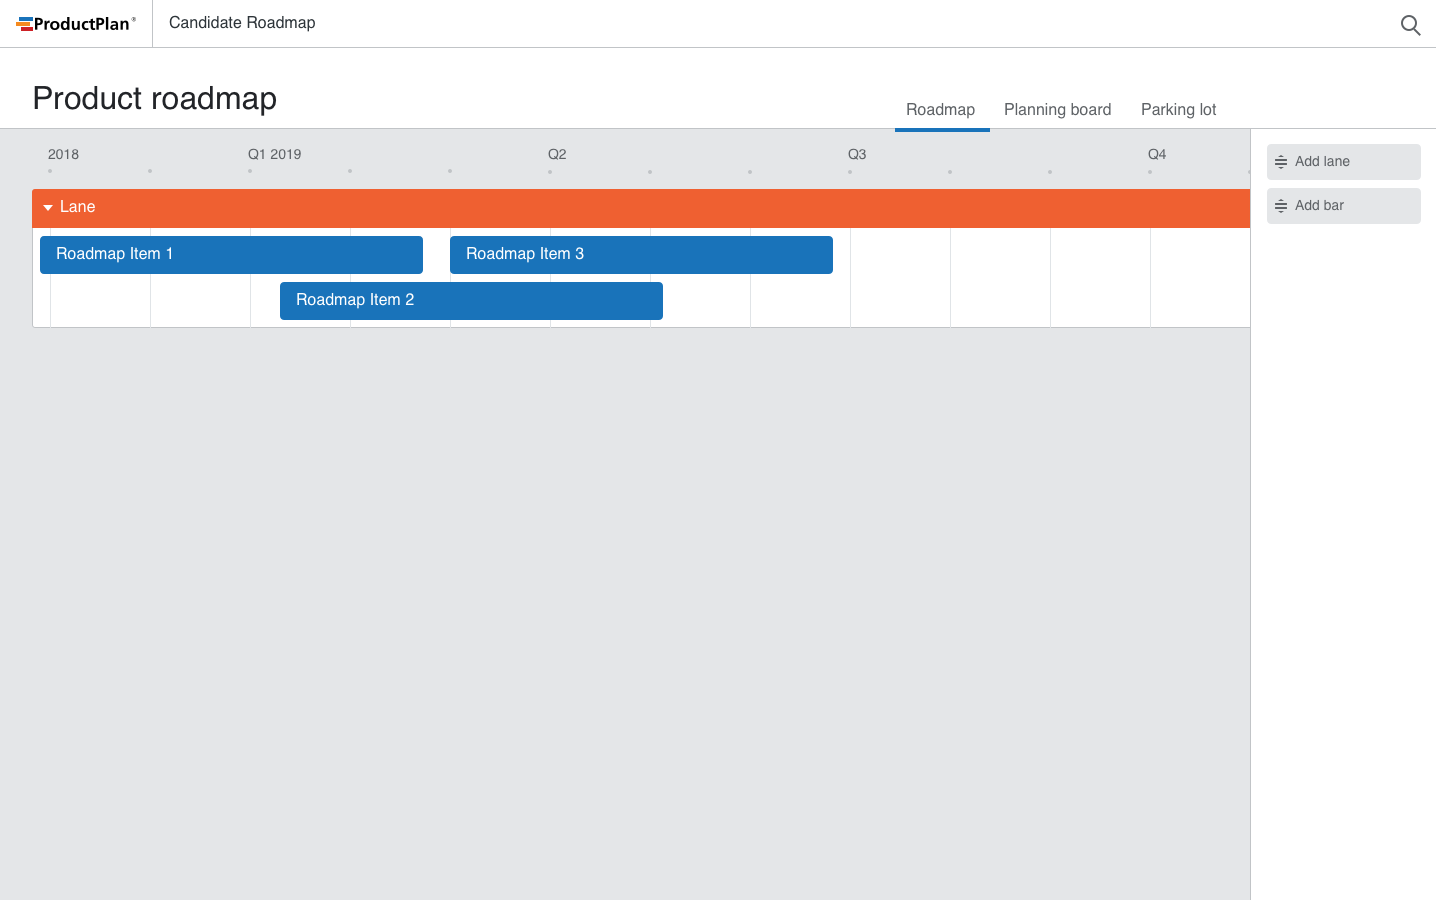 ProductPlan®
Candidate Roadmap
Product roadmap
Roadmap Planning board Parking lot
2018 Q1 2019 Q2 Q3 Q4
Add lane
Add bar
Lane
Roadmap Item 1 Roadmap Item 3
Roadmap Item 2